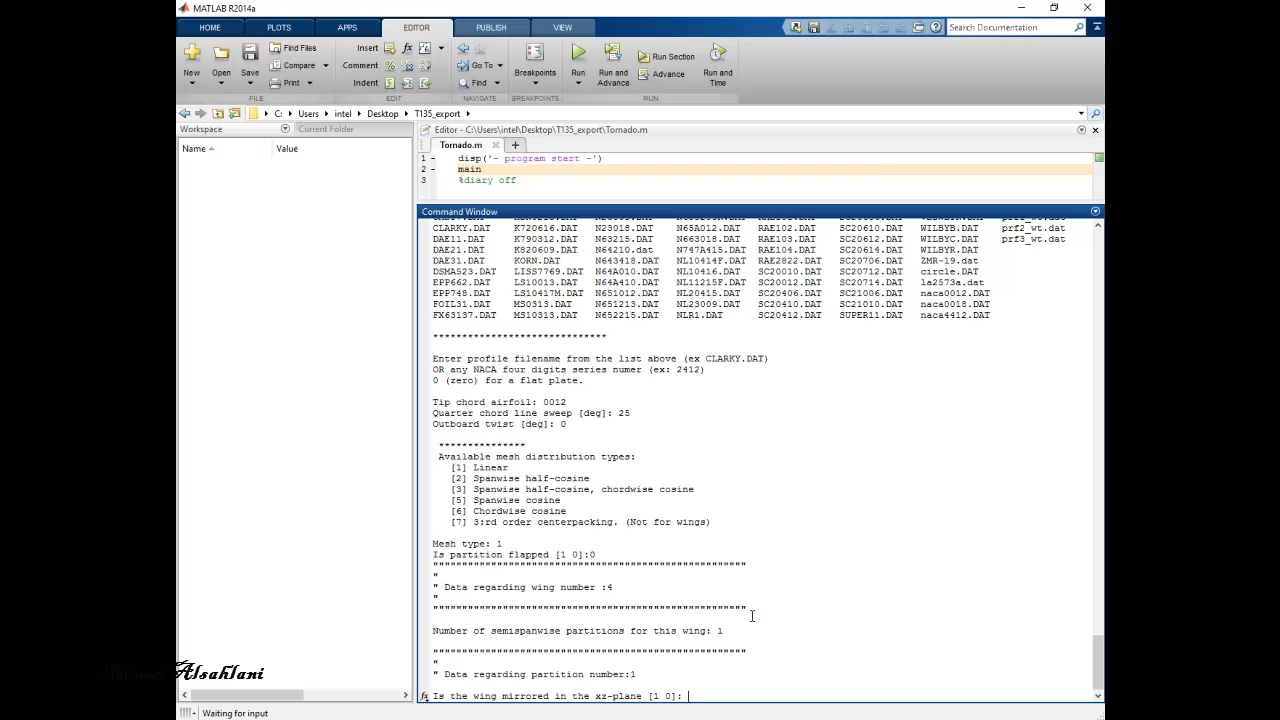 MATLAB R2014a
HOME PLOTS APPS EDITOR PUBLISH VIEW Search Documentation
New Open Save Find Files Compare Print Insert Comment Indent Go To Find Breakpoints Run Run and Advance Run Section Advance Run and Time
FILE EDIT NAVIGATE BREAKPOINTS RUN
C: Users intel Desktop T135_export
Workspace Current Folder
Name Value
Editor - C:\Users\intel\Desktop\T135_export\Tornado.m
Tornado.m
1 - disp('- program start -')
2 - main
3 %diary off
Command Window
CLARKY.DAT K720616.DAT N23018.DAT N65A012.DAT RAE102.DAT SC20610.DAT WILBYB.DAT prf2_wt.dat
DAE11.DAT K790312.DAT N63215.DAT N663018.DAT RAE103.DAT SC20612.DAT WILBYC.DAT prf3_wt.dat
DAE21.DAT K820609.DAT N64210.dat N747A415.DAT RAE104.DAT SC20614.DAT WILBYR.DAT
DAE31.DAT KORN.DAT N643418.DAT NL10414F.DAT RAE2822.DAT SC20706.DAT ZMR-19.dat
DSMA523.DAT LISS7769.DAT N64A010.DAT NL10416.DAT SC20010.DAT SC20712.DAT circle.DAT
EPP662.DAT LS10013.DAT N64A410.DAT NL11215F.DAT SC20012.DAT SC20714.DAT la2573a.dat
EPP748.DAT LS10417M.DAT N651012.DAT NL20415.DAT SC20406.DAT SC21006.DAT naca0012.DAT
FOIL31.DAT MS0313.DAT N651213.DAT NL23009.DAT SC20410.DAT SC21010.DAT naca0018.DAT
FX63137.DAT MS10313.DAT N652215.DAT NLR1.DAT SC20412.DAT SUPER11.DAT naca4412.DAT
******************************
Enter profile filename from the list above (ex CLARKY.DAT)
OR any NACA four digits series numer (ex: 2412)
0 (zero) for a flat plate.
Tip chord airfoil: 0012
Quarter chord line sweep [deg]: 25
Outboard twist [deg]: 0
***************
Available mesh distribution types:
[1] Linear
[2] Spanwise half-cosine
[3] Spanwise half-cosine, chordwise cosine
[5] Spanwise cosine
[6] Chordwise cosine
[7] 3:rd order centerpacking. (Not for wings)
Mesh type: 1
Is partition flapped [1 0]:0
""""""""""""""""""""""""""""""""""""""""""""""""""""""
"
" Data regarding wing number :4
"
""""""""""""""""""""""""""""""""""""""""""""""""""""""
Number of semispanwise partitions for this wing: 1
""""""""""""""""""""""""""""""""""""""""""""""""""""""
"
" Data regarding partition number:1
Is the wing mirrored in the xz-plane [1 0]:
Alsahlani
Waiting for input